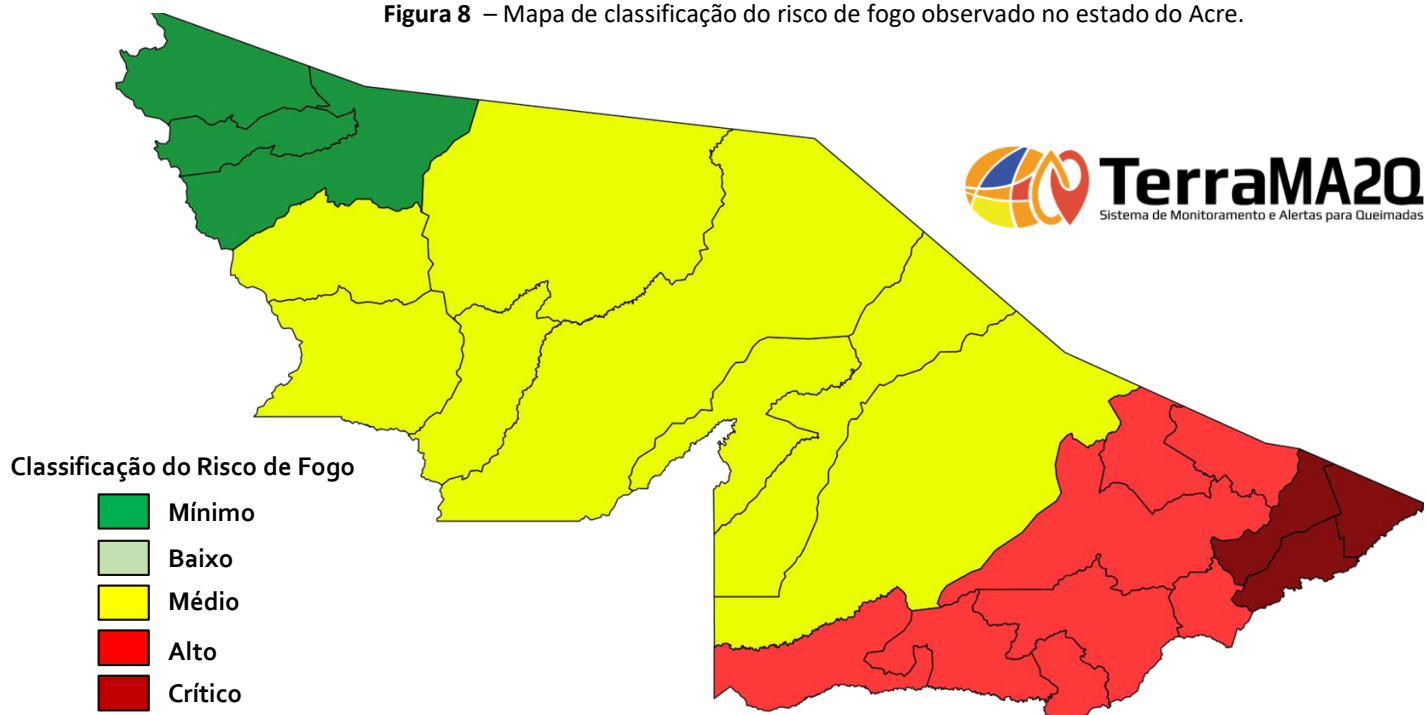 Figura 8 – Mapa de classificação do risco de fogo observado no estado do Acre.
TerraMA2Q
Sistema de Monitoramento e Alertas para Queimadas
Classificação do Risco de Fogo
Mínimo
Baixo
Médio
Alto
Crítico